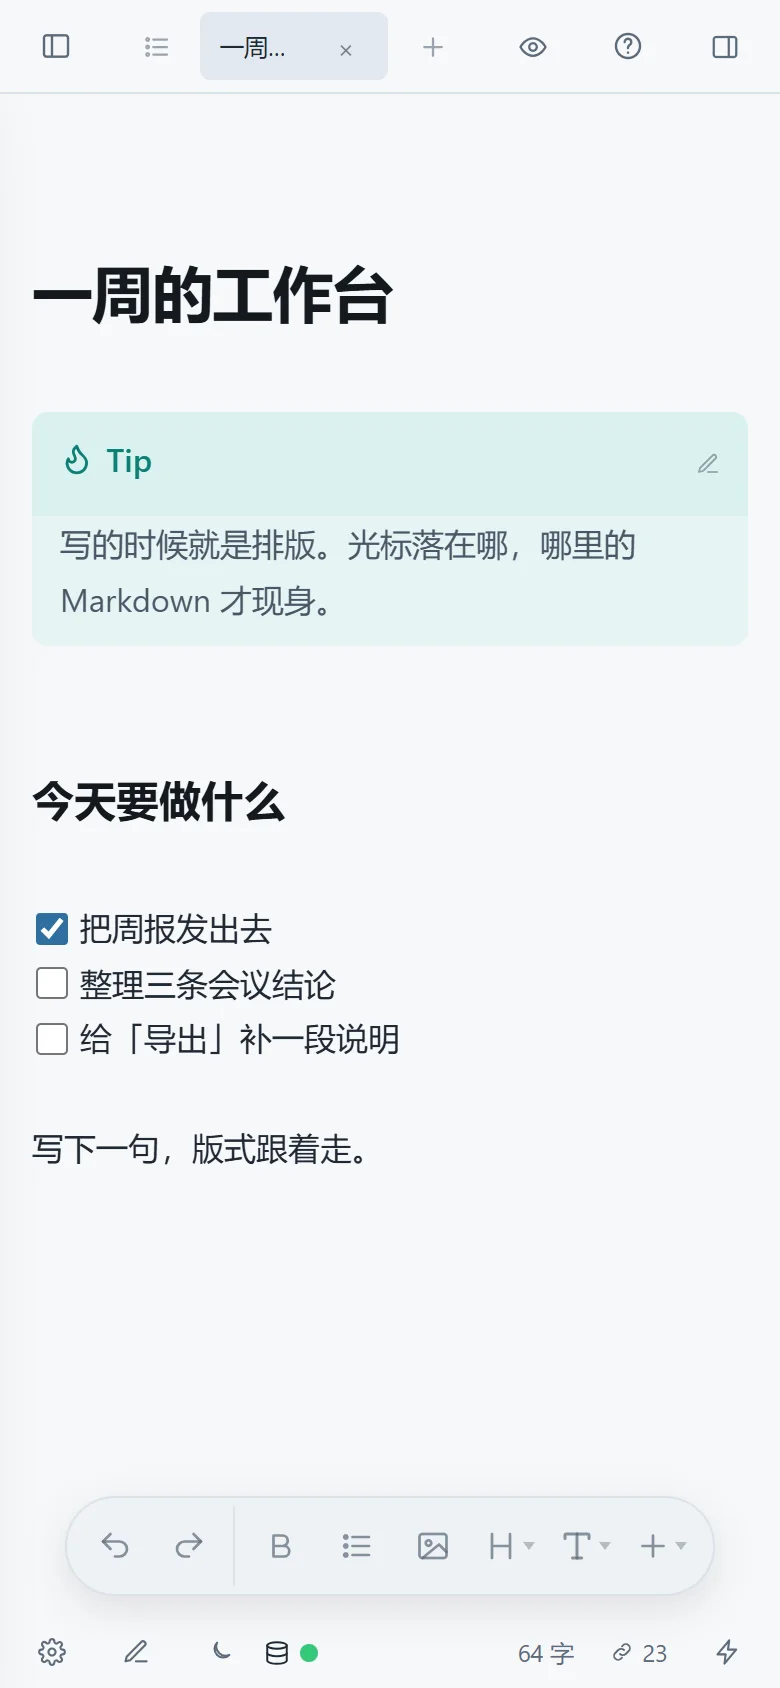 一周...
一周的工作台
Tip
写的时候就是排版。光标落在哪，哪里的
Markdown 才现身。
今天要做什么
把周报发出去
整理三条会议结论
给「导出」补一段说明
写下一句，版式跟着走。
B H T
64 字 23